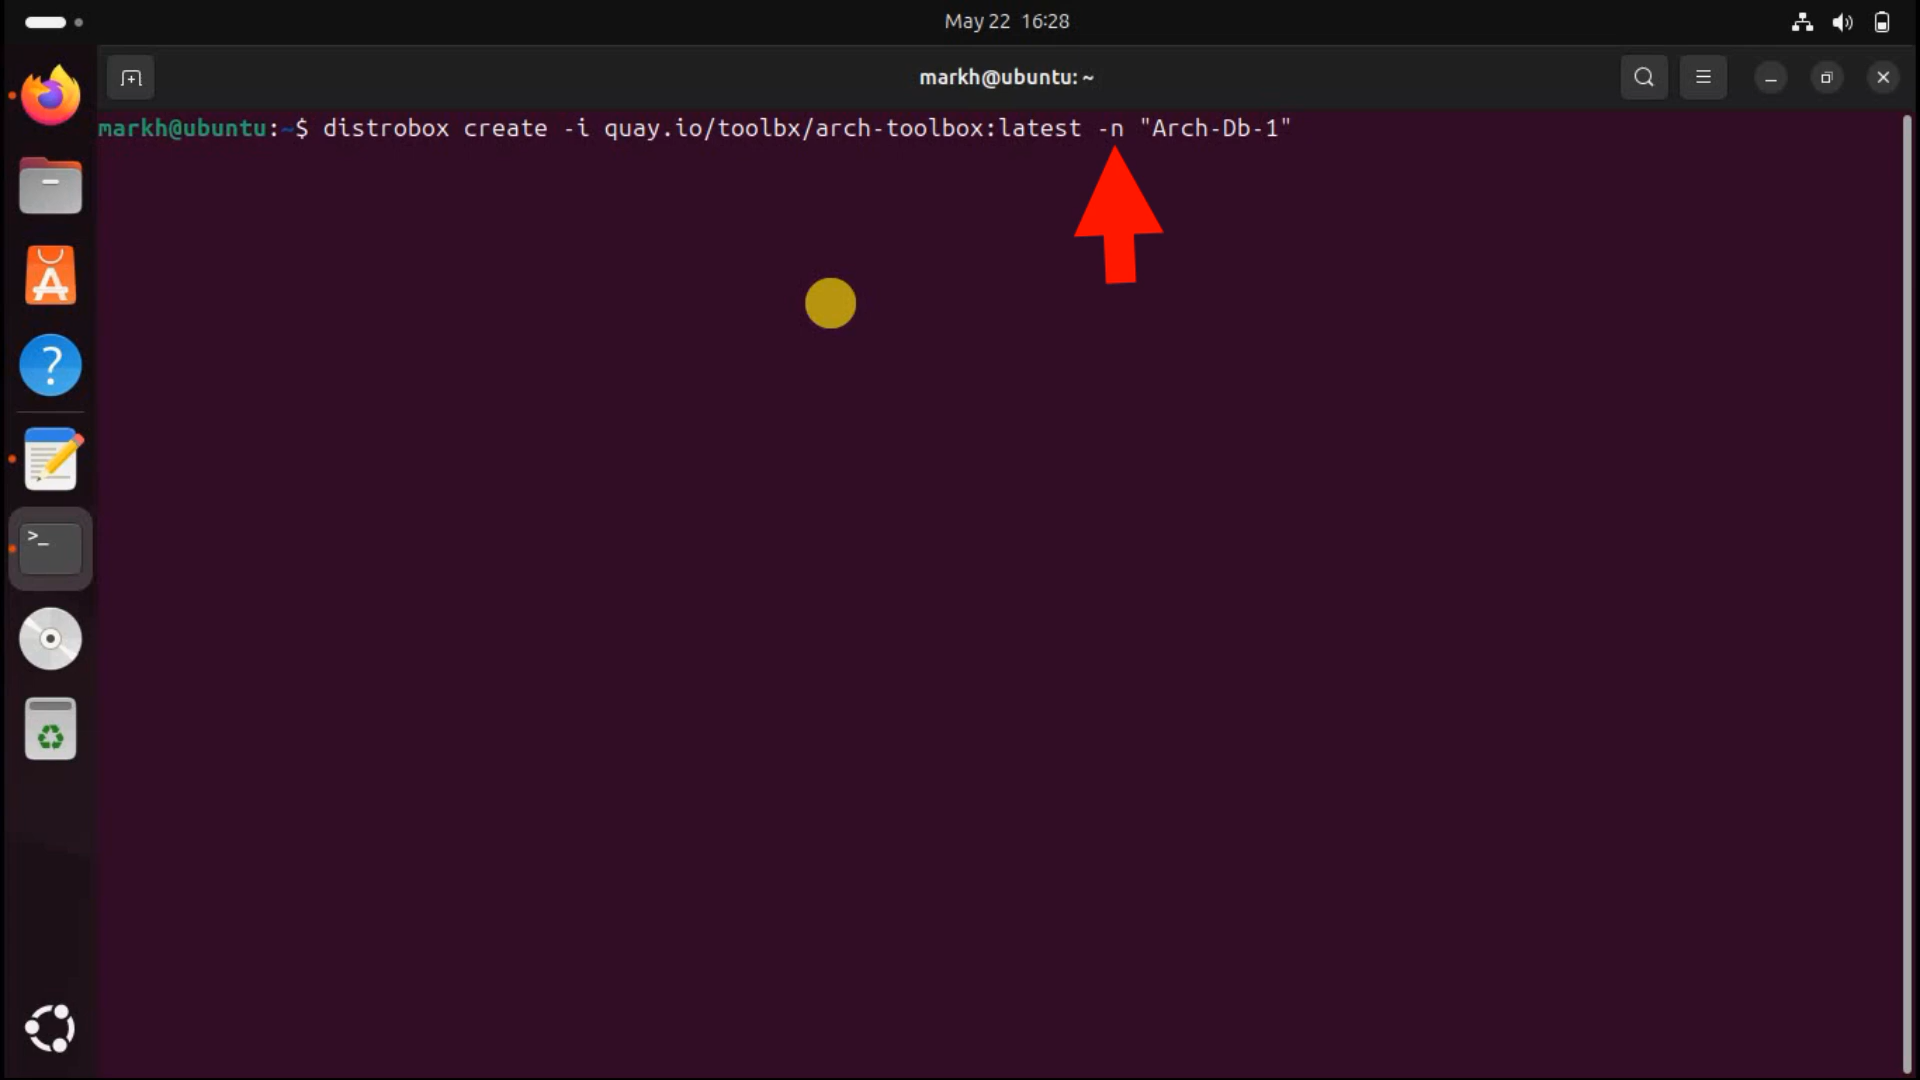 May 22 16:28
markh@ubuntu: ~
markh@ubuntu:~$ distrobox create -i quay.io/toolbx/arch-toolbox:latest -n "Arch-Db-1"